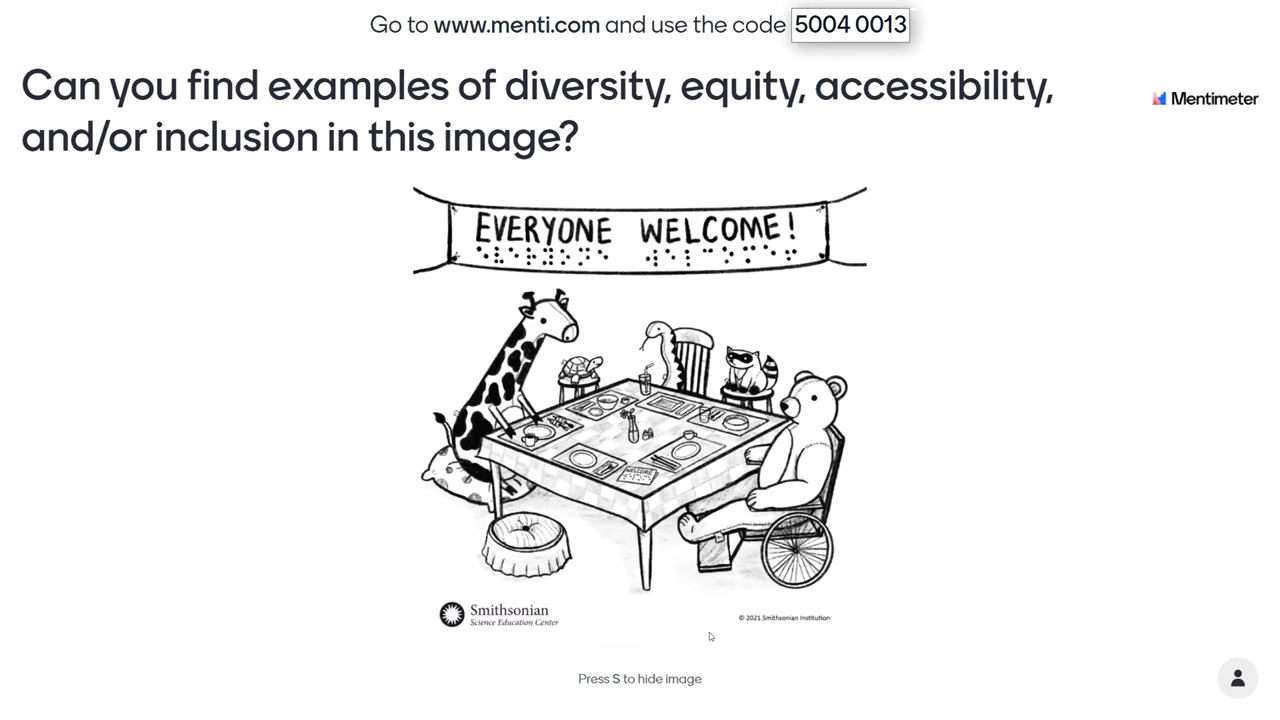 Go to www.menti.com and use the code 5004 0013
Can you find examples of diversity, equity, accessibility,
and/or inclusion in this image?
Mentimeter
EVERYONE WELCOME!
WELCOME
Smithsonian
Science Education Center
© 2021 Smithsonian Institution
Press S to hide image